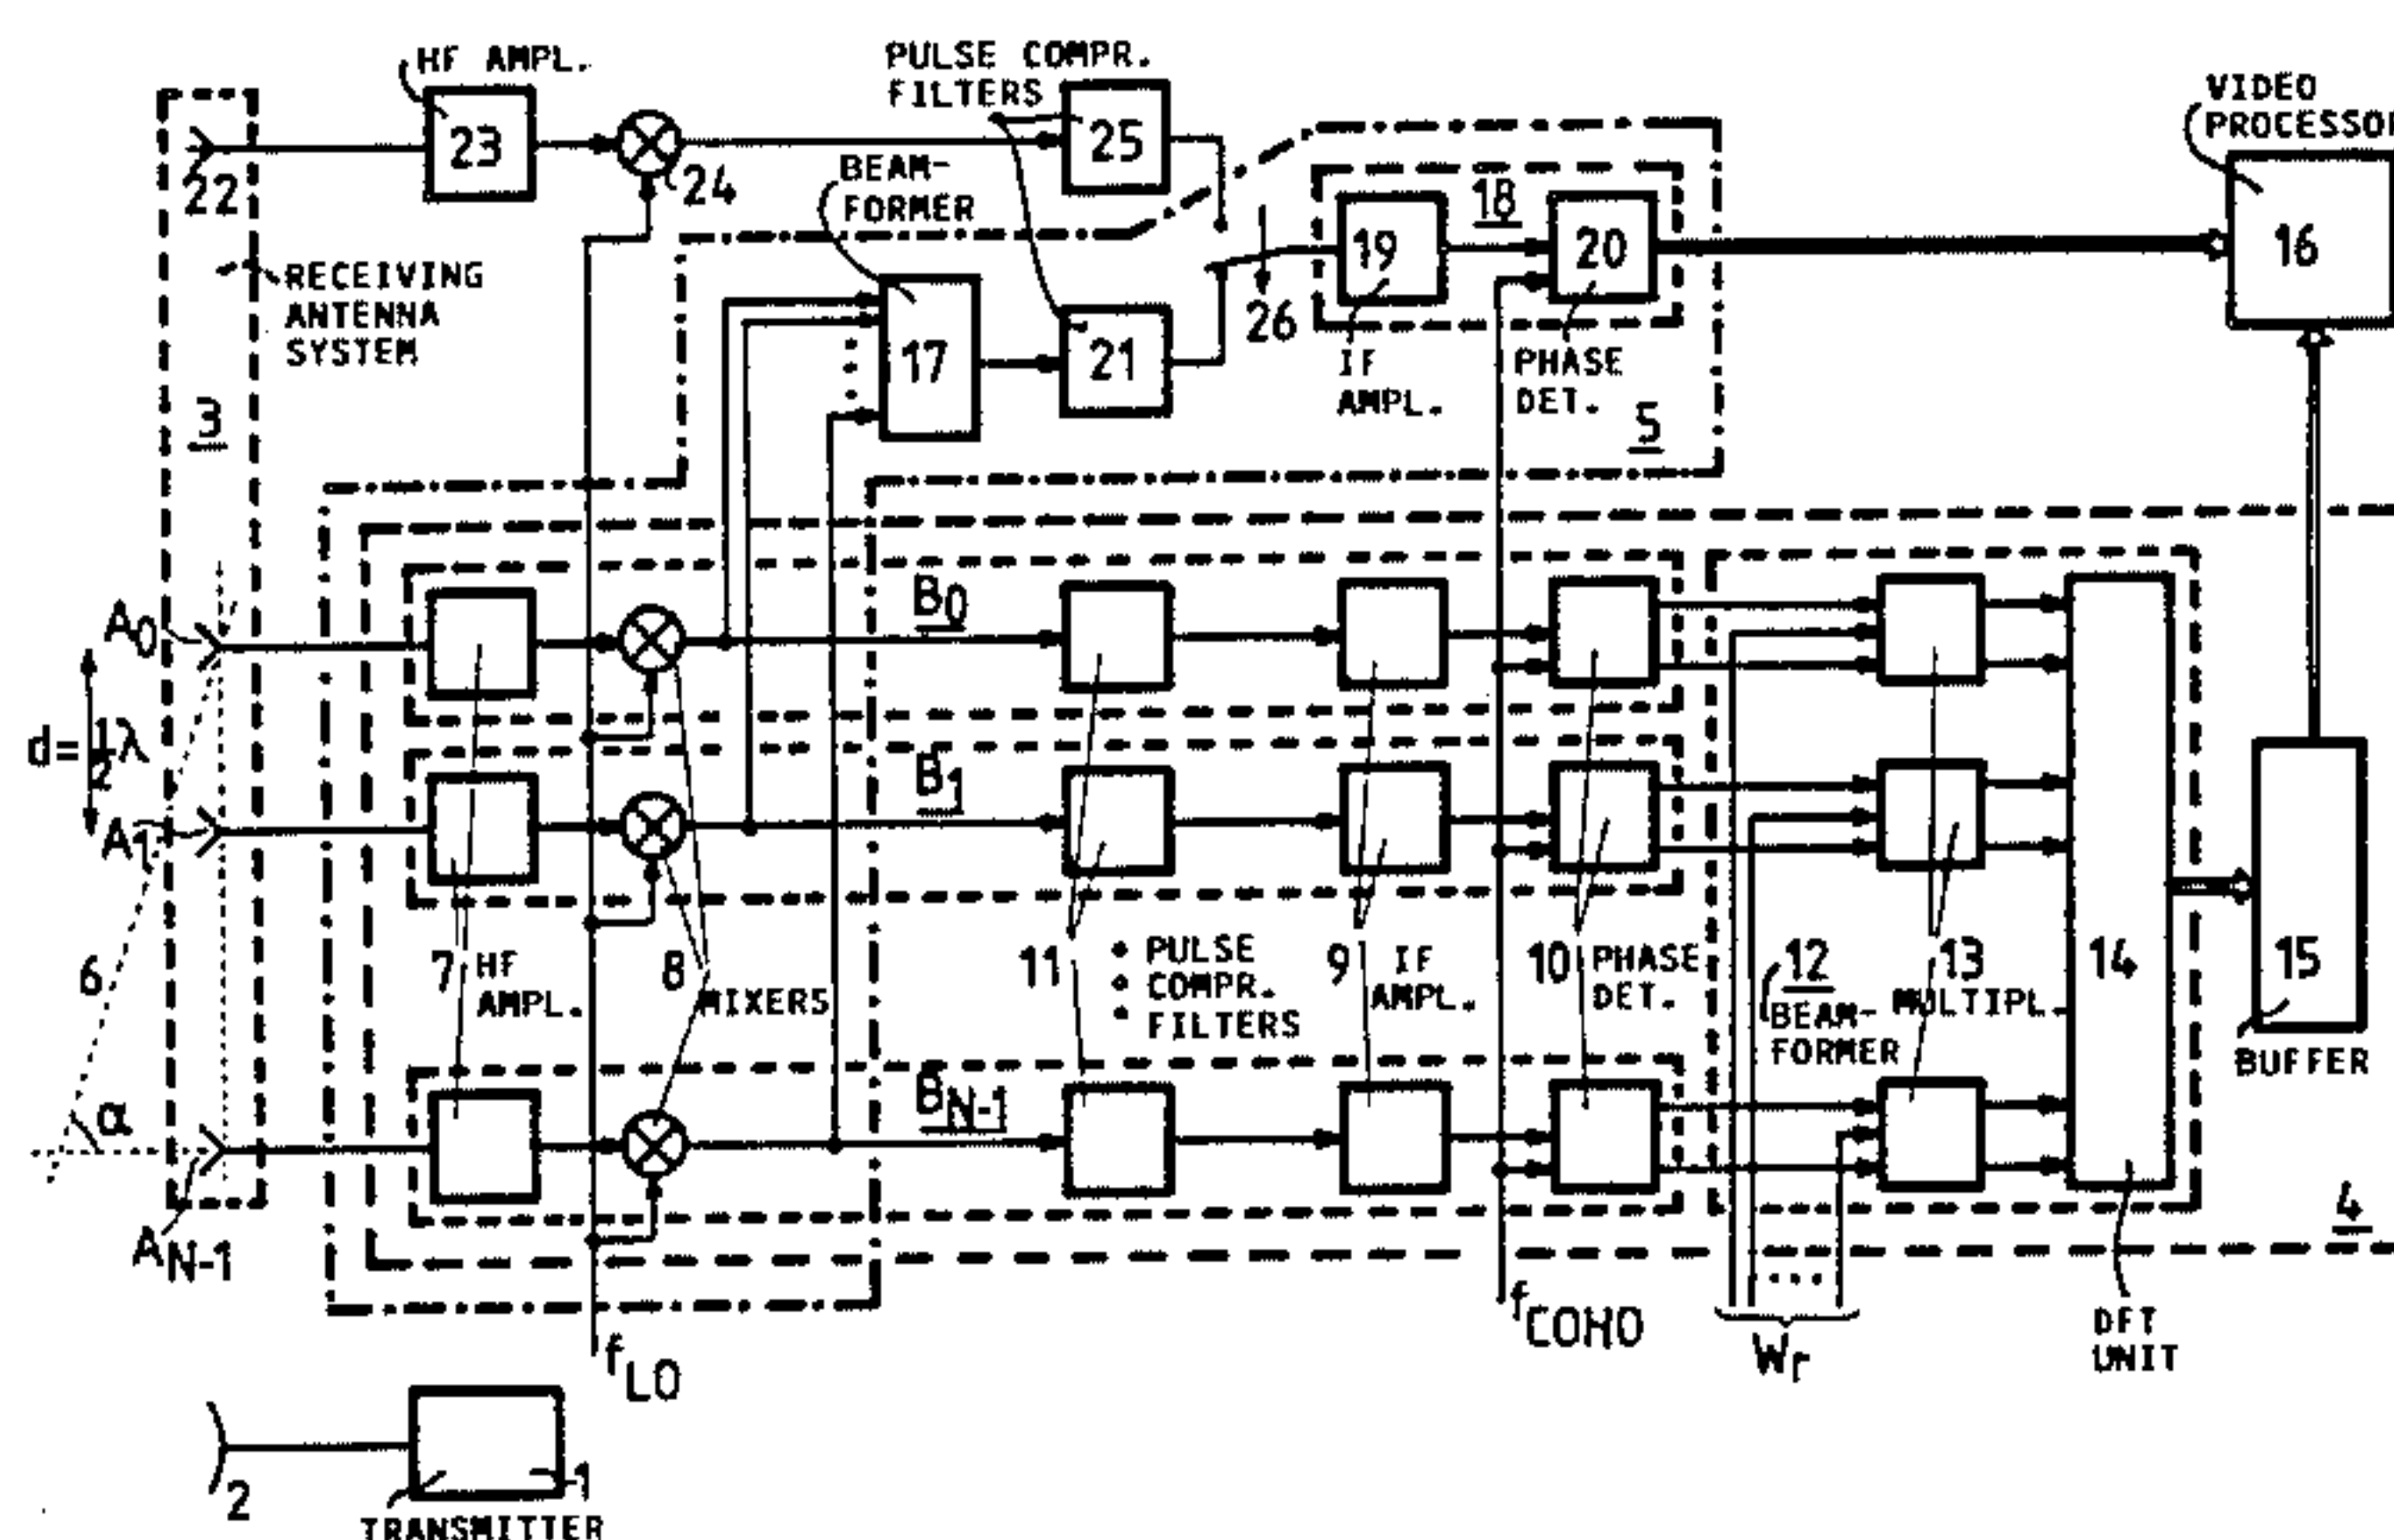 HF AMPL.
23
22
24
PULSE COMPR.
FILTERS
25
BEAM-
FORMER
17
21
26
18
19
20
IF
AMPL.
PHASE
DET.
5
VIDEO
PROCESSOR
16
RECEIVING
ANTENNA
SYSTEM
3
A0
d=1/2λ
A1
6
α
AN-1
B0
B1
BN-1
7 HF
AMPL.
8
MIXERS
11
PULSE
COMPR.
FILTERS
9 IF
AMPL.
10 PHASE
DET.
12
BEAM-
FORMER
13
MULTIPL.
14
15
BUFFER
4
fLO
fCOHO
Wr
DFT
UNIT
2
1
TRANSMITTER